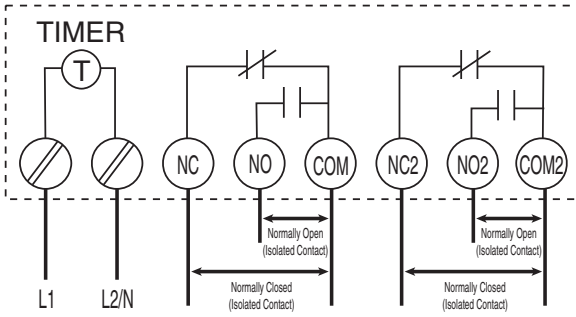 TIMER
T
NC
NO
COM
NC2
NO2
COM2
Normally Open
(Isolated Contact)
Normally Open
(Isolated Contact)
Normally Closed
(Isolated Contact)
Normally Closed
(Isolated Contact)
L1
L2/N